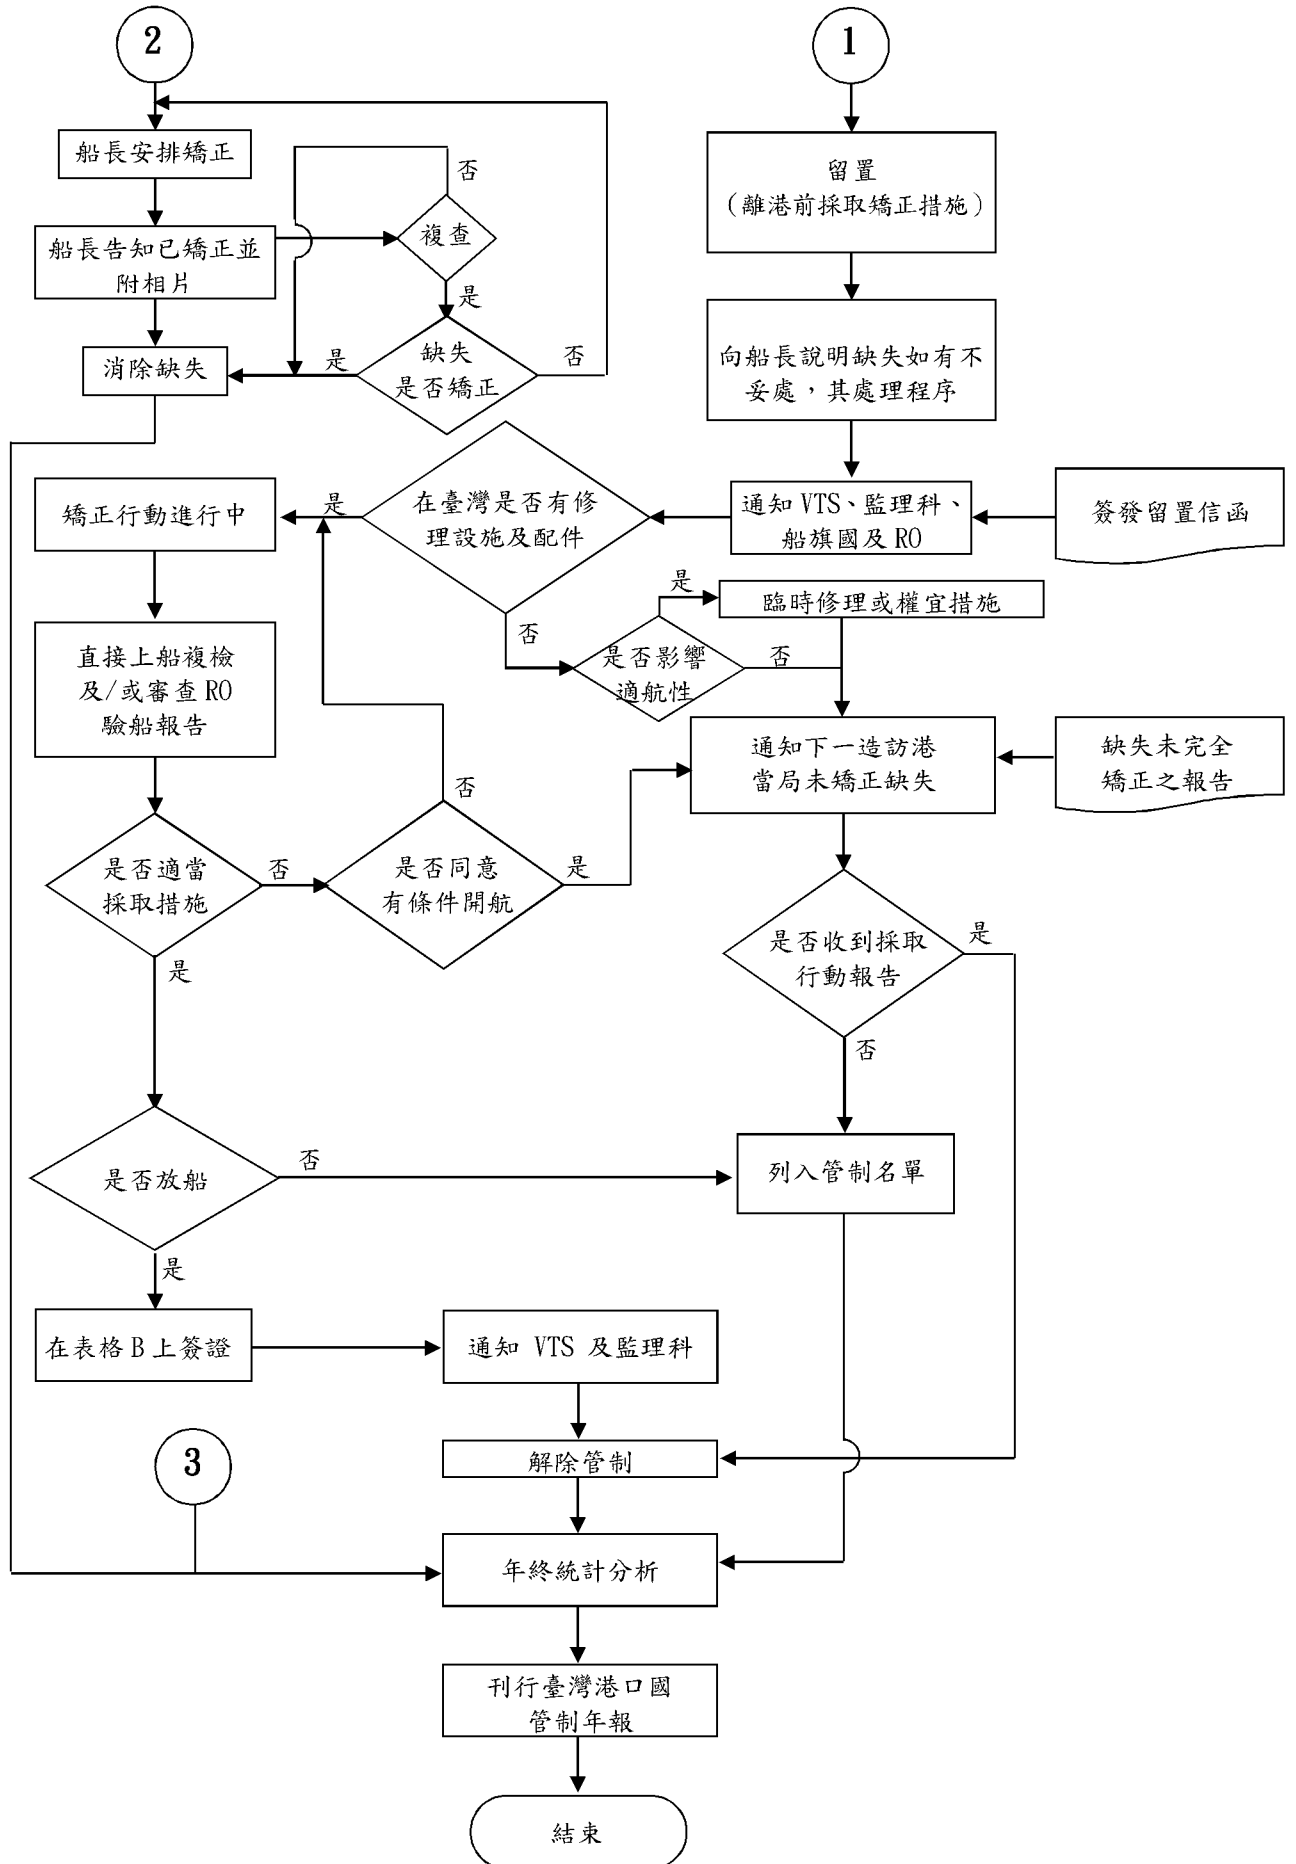 2
1
船長安排矯正
否
複查
留置
(離港前採取矯正措施)
船長告知已矯正並
附相片
是
消除缺失
是
缺失
是否矯正
否
向船長說明缺失如有不
妥處，其處理程序
矯正行動進行中
是
在臺灣是否有修
理設施及配件
通知 VTS、監理科、
船旗國及 RO
簽發留置信函
否
是
臨時修理或權宜措施
是否影響
適航性
否
直接上船複檢
及/或審查 RO
驗船報告
通知下一造訪港
當局未矯正缺失
缺失未完全
矯正之報告
否
是否適當
採取措施
否
是否同意
有條件開航
是
是
是否收到採取
行動報告
是
否
是否放船
否
列入管制名單
是
在表格 B 上簽證
通知 VTS 及監理科
3
解除管制
年終統計分析
刊行臺灣港口國
管制年報
結束